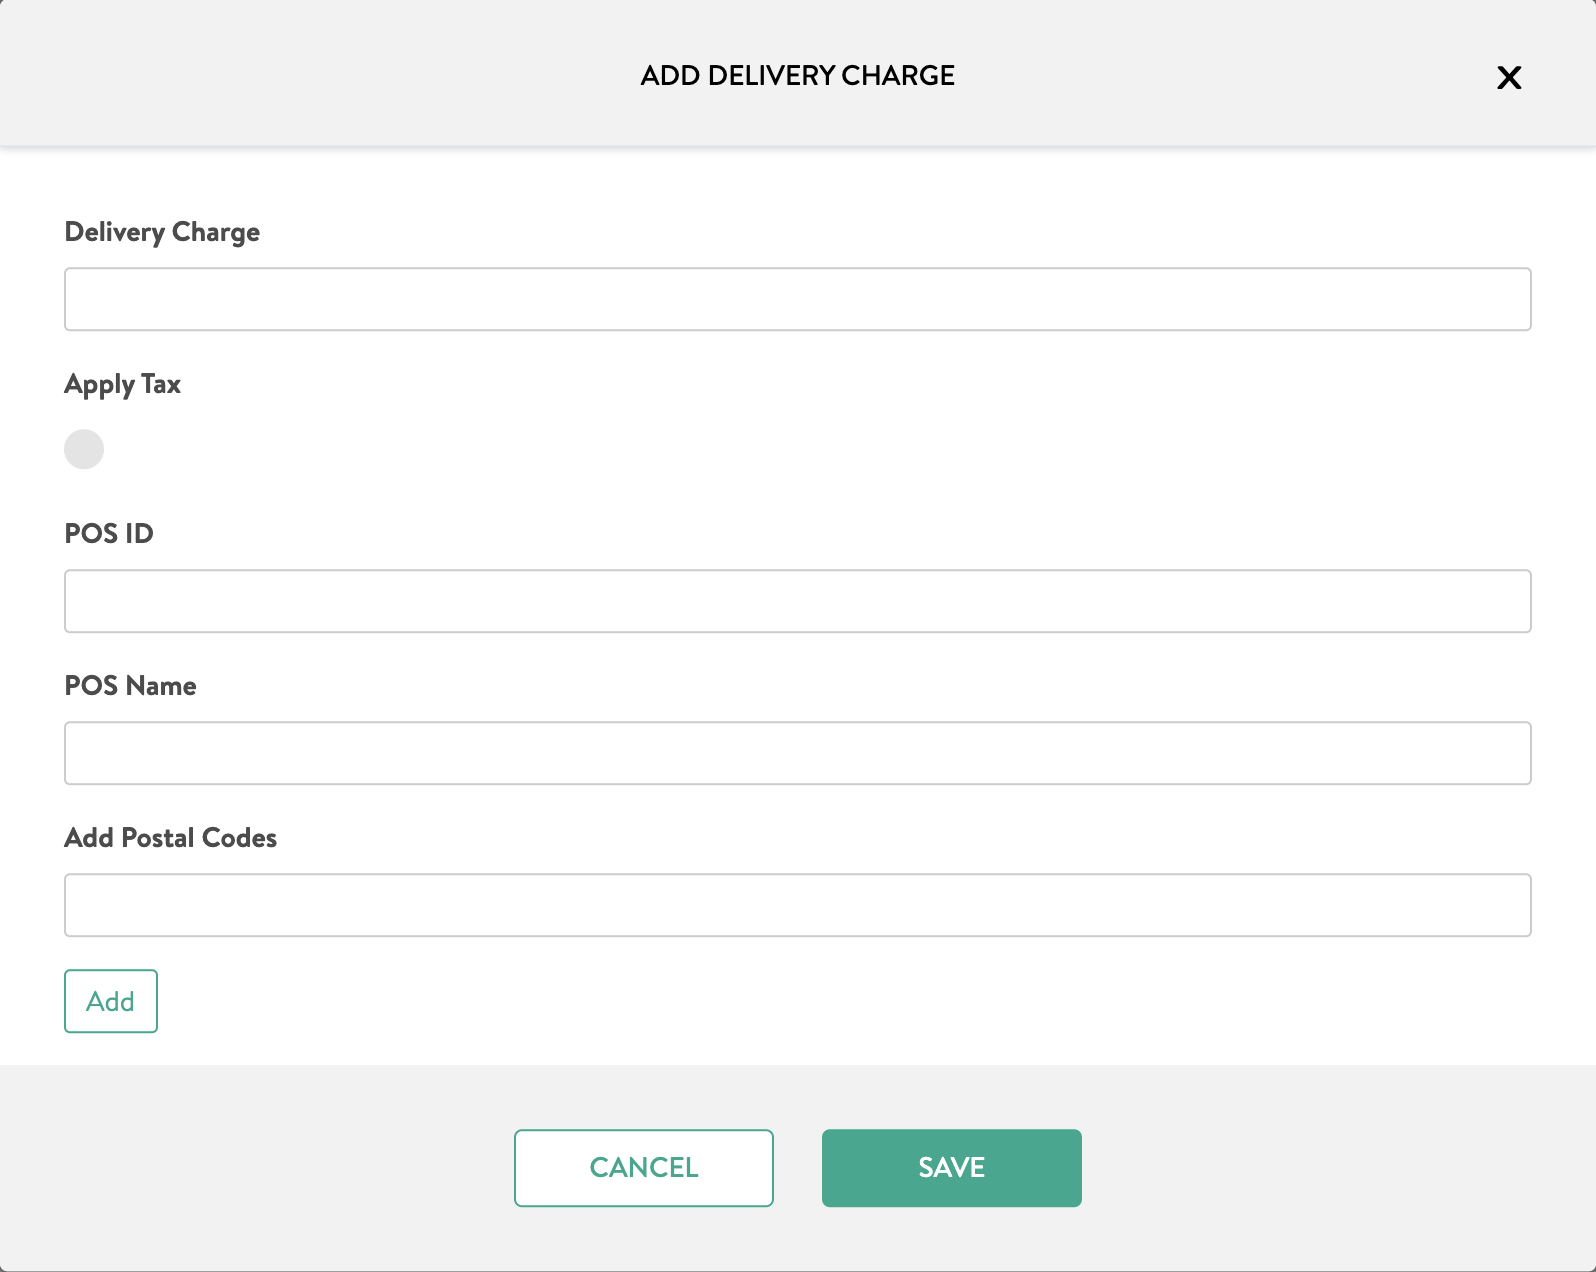 ADD DELIVERY CHARGE
Delivery Charge
Apply Tax
POS ID
POS Name
Add Postal Codes
Add
CANCEL
SAVE